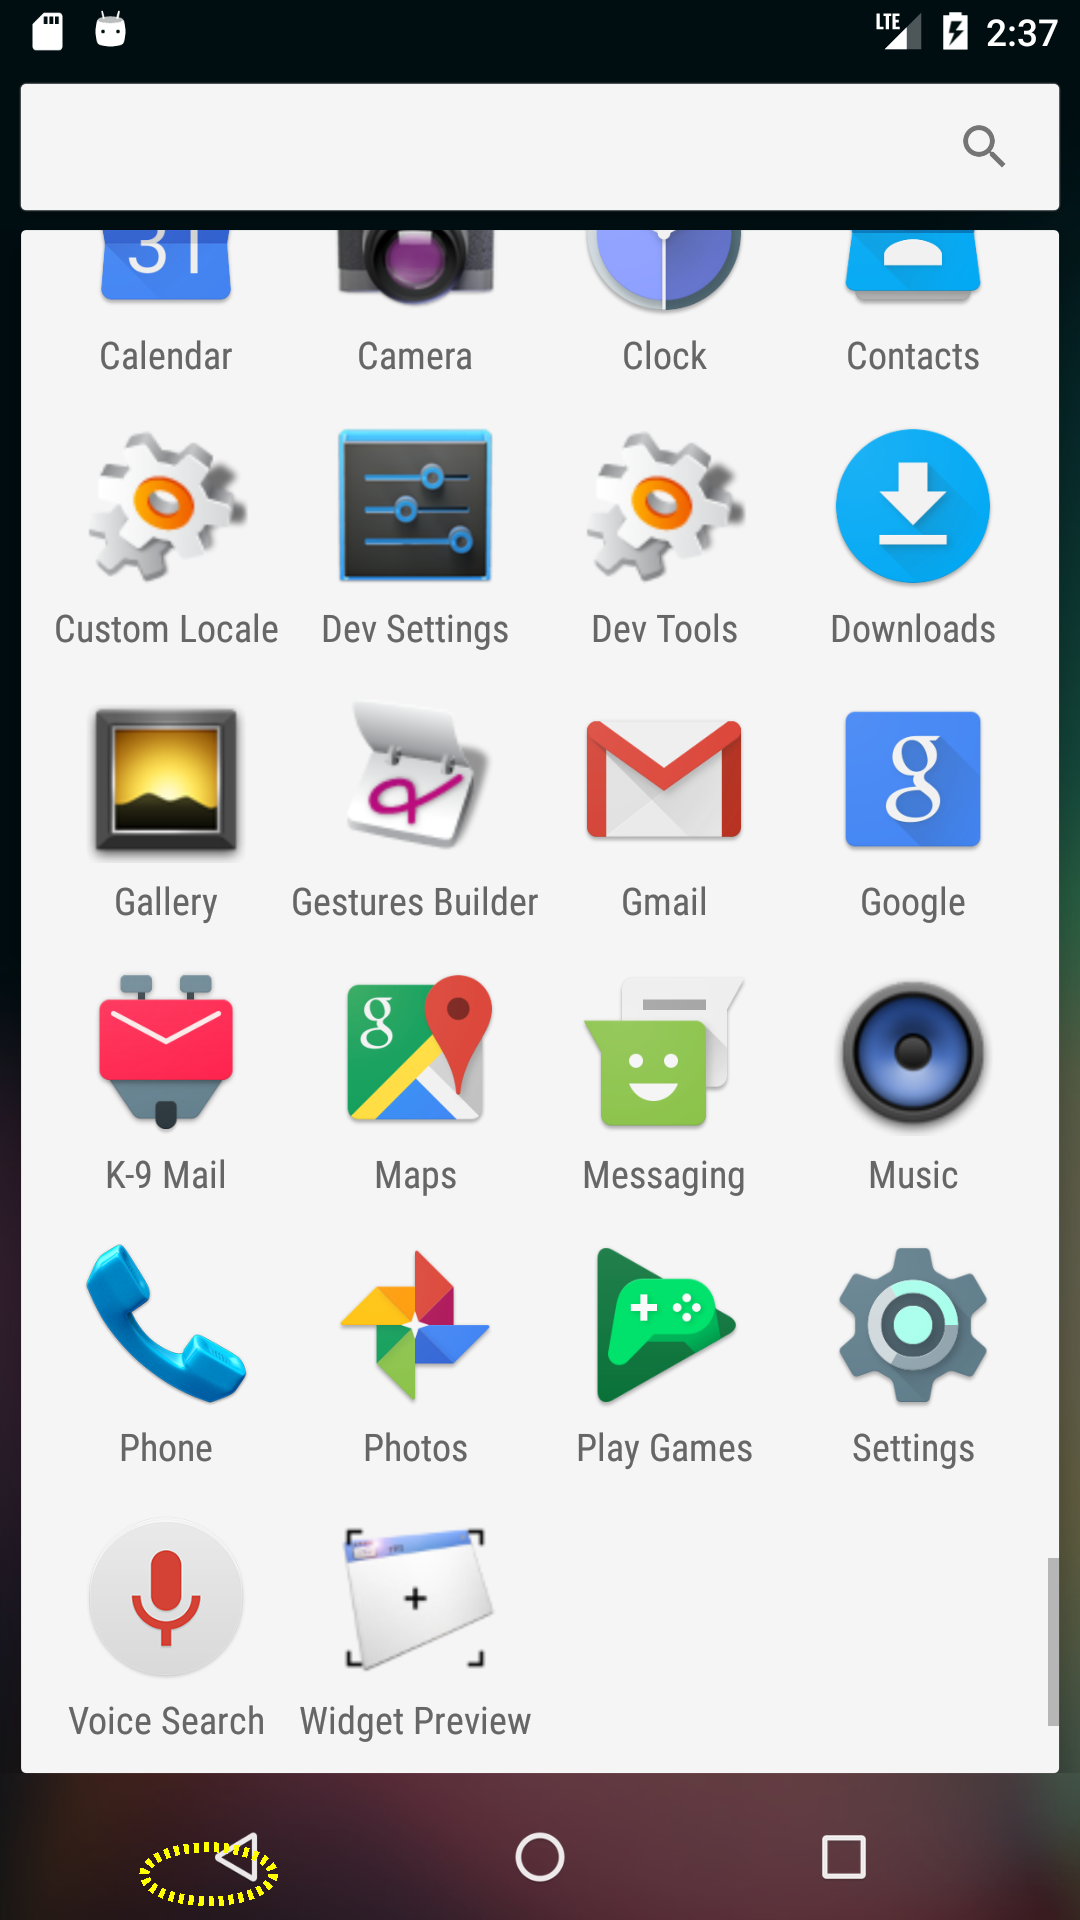 LTE 2:37
31
Calendar Camera Clock Contacts
Custom Locale Dev Settings Dev Tools Downloads
g
Gallery Gestures Builder Gmail Google
g
K-9 Mail Maps Messaging Music
Phone Photos Play Games Settings
Voice Search Widget Preview